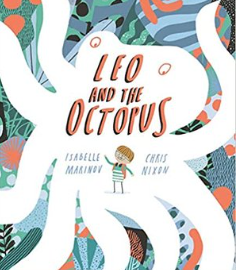 LEO
AND THE
OCTOPUS
ISABELLE
MARINOV
CHRIS
NIXON